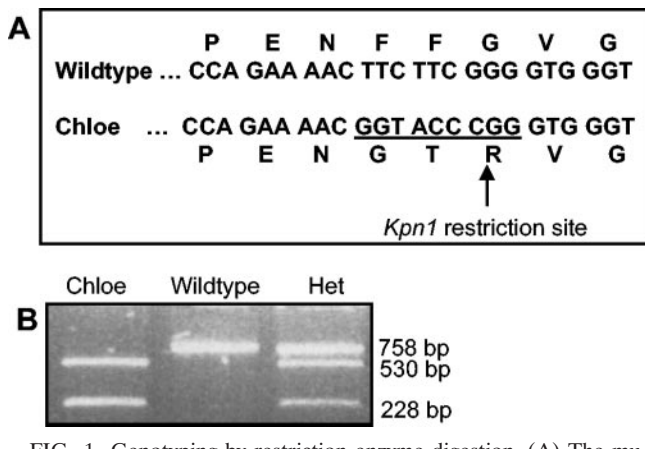 A
P E N F F G V G
Wildtype ... CCA GAA AAC TTC TTC GGG GTG GGT
Chloe ... CCA GAA AAC GGT ACC CGG GTG GGT
P E N G T R V G
Kpn1 restriction site
B
Chloe Wildtype Het
758 bp
530 bp
228 bp
FIG. 1. Genotyping by restriction enzyme digestion. (A) The mu-